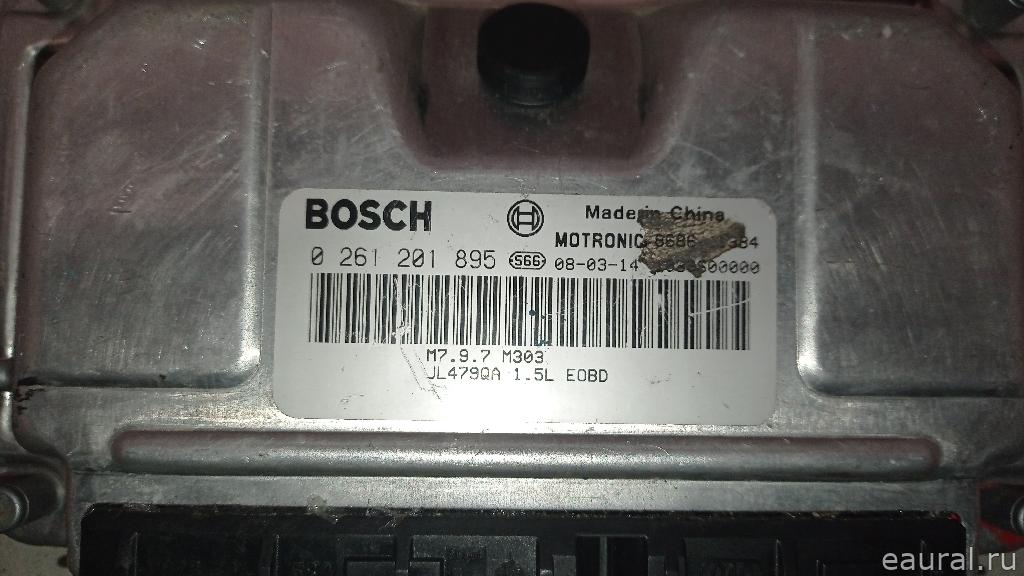 BOSCH
Made in China
MOTRONIC
0 261 201 895 566 08-03-14
M7.9.7 M303
JL479QA 1.5L EOBD
eaural.ru